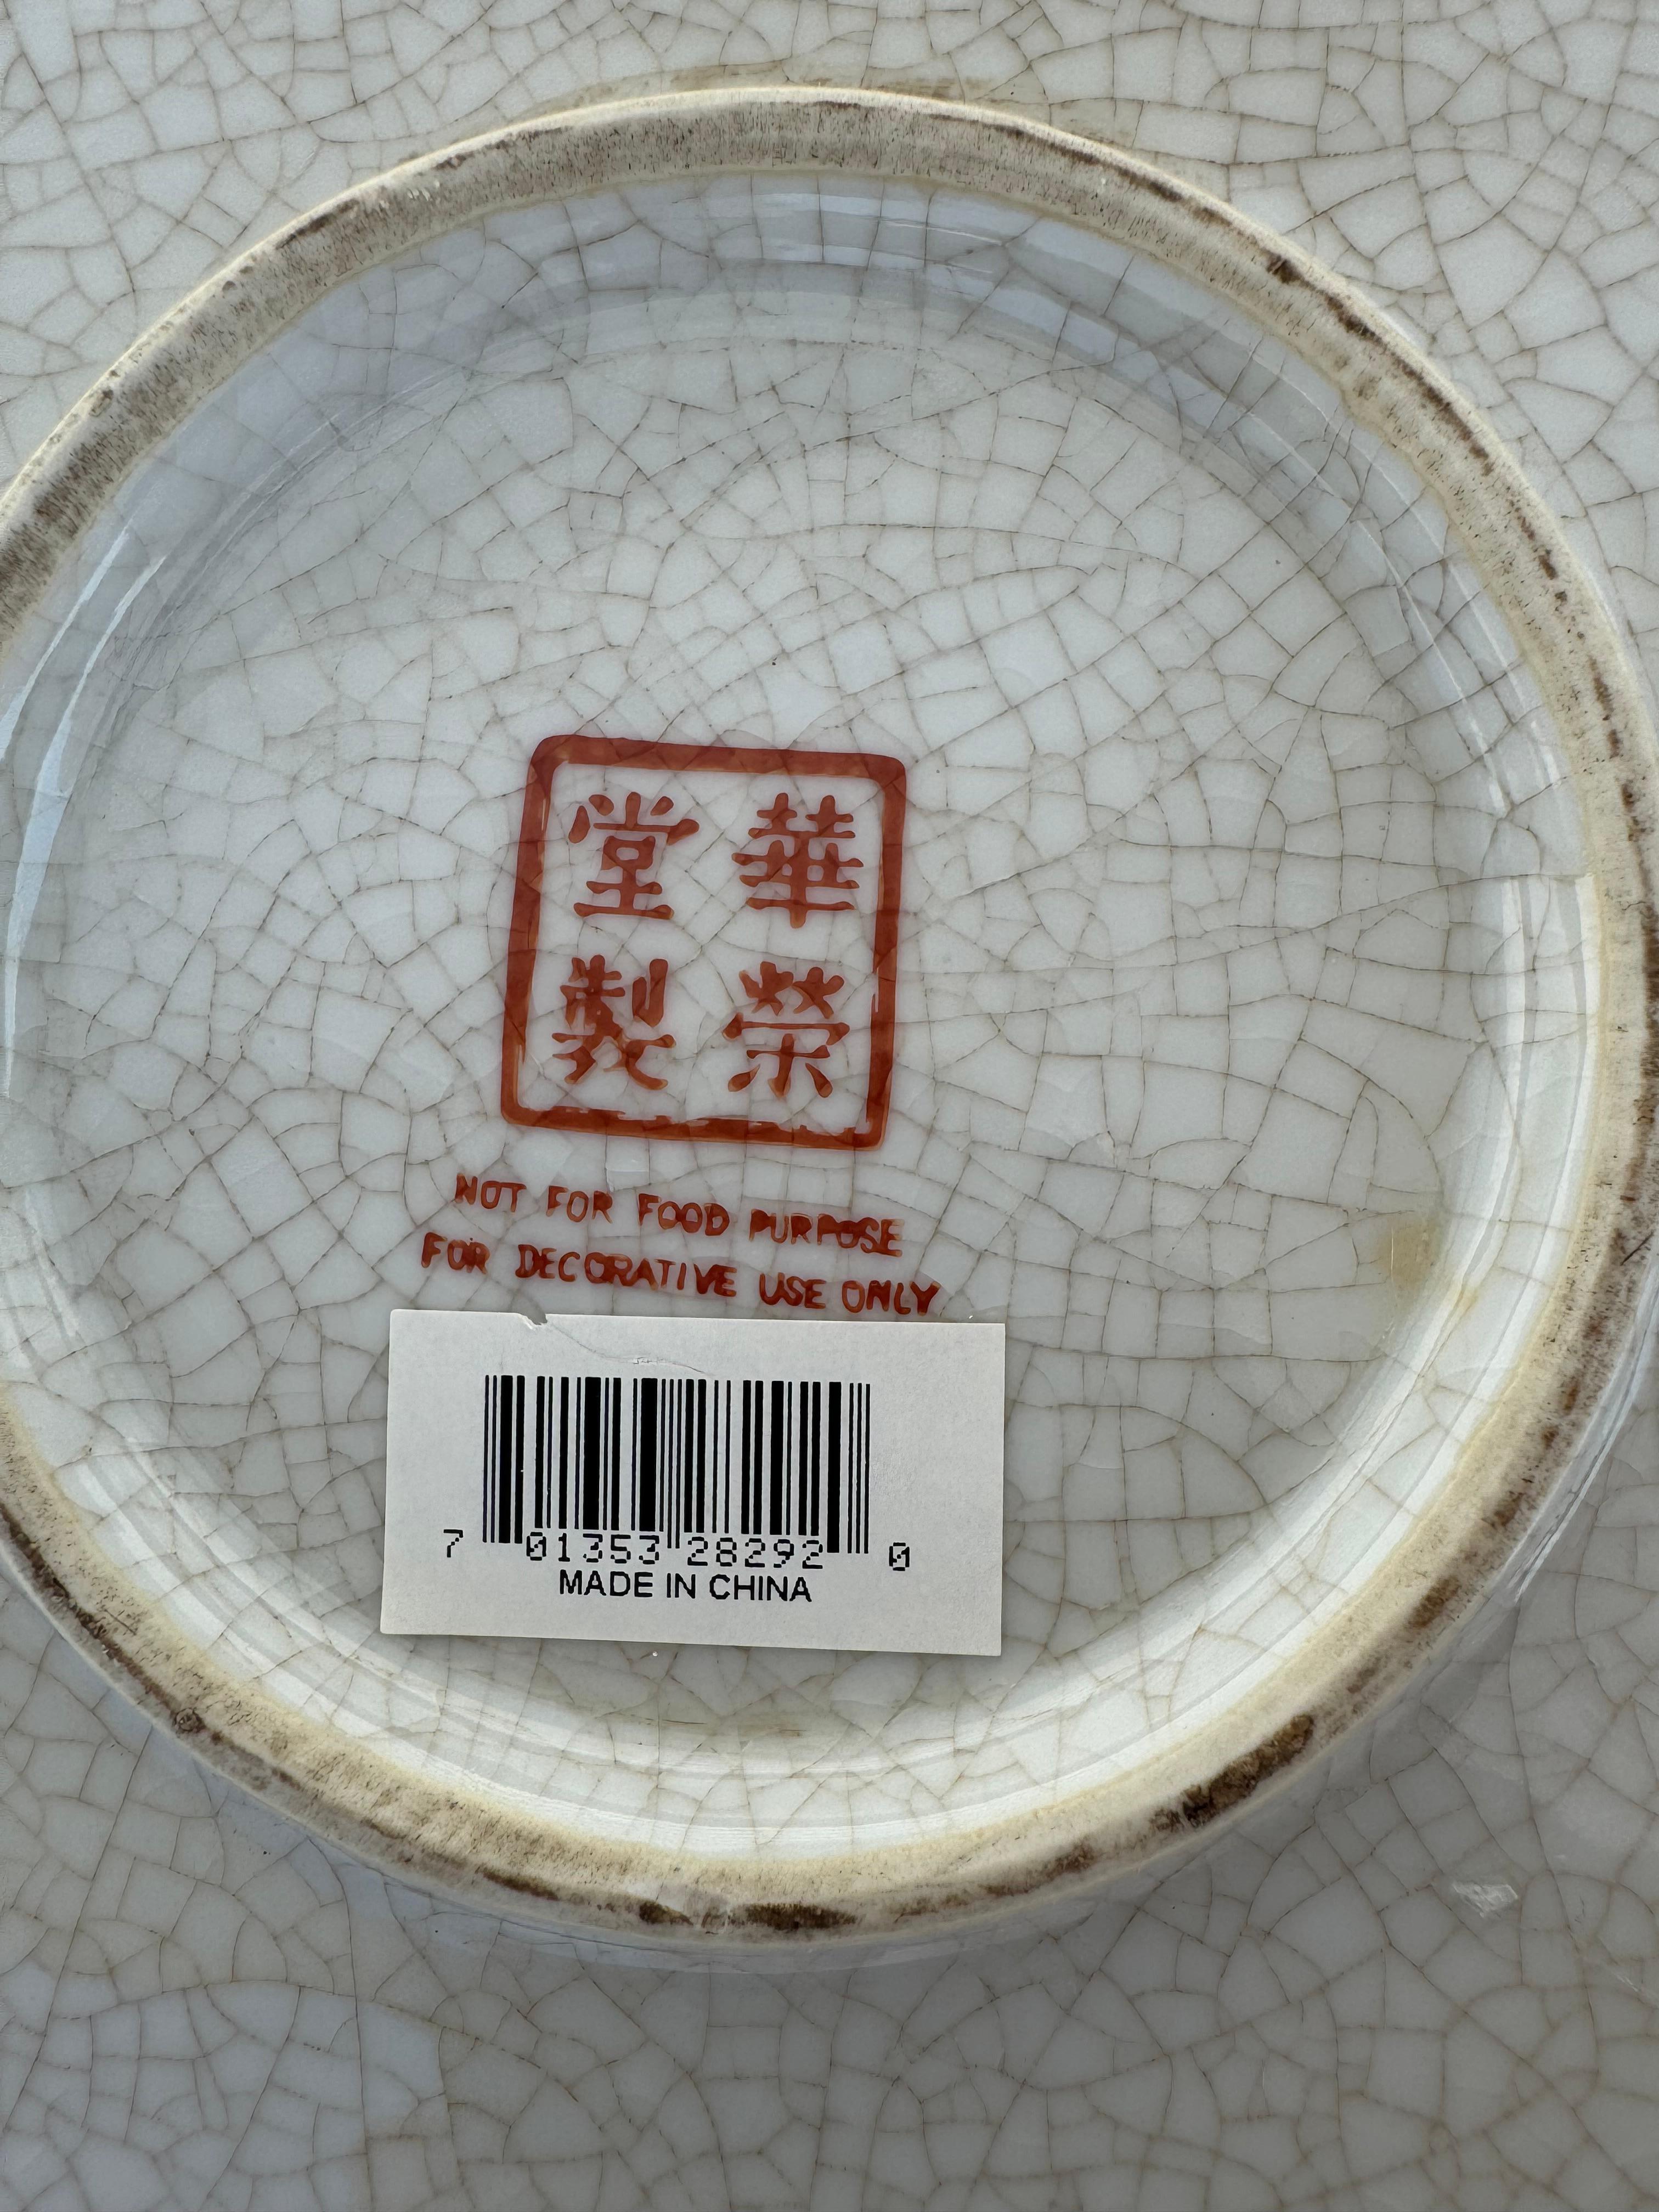 華榮
堂製
NOT FOR FOOD PURPOSE
FOR DECORATIVE USE ONLY
7 01353 28292 0
MADE IN CHINA